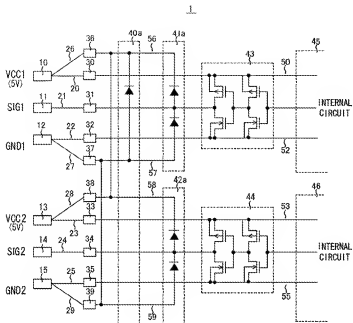 1
36 40a 56 41a 43 45
26
VCC1 10 30 50
(5V) 20
SIG1 11 21 31 INTERNAL
12 22 32 CIRCUIT
GND1 52
27 37 57
28 38 58 42a 44 46
13 33 53
VCC2 23
(5V)
14 34
SIG2 24 INTERNAL
15 25 35 CIRCUIT
GND2 55
29 39 59